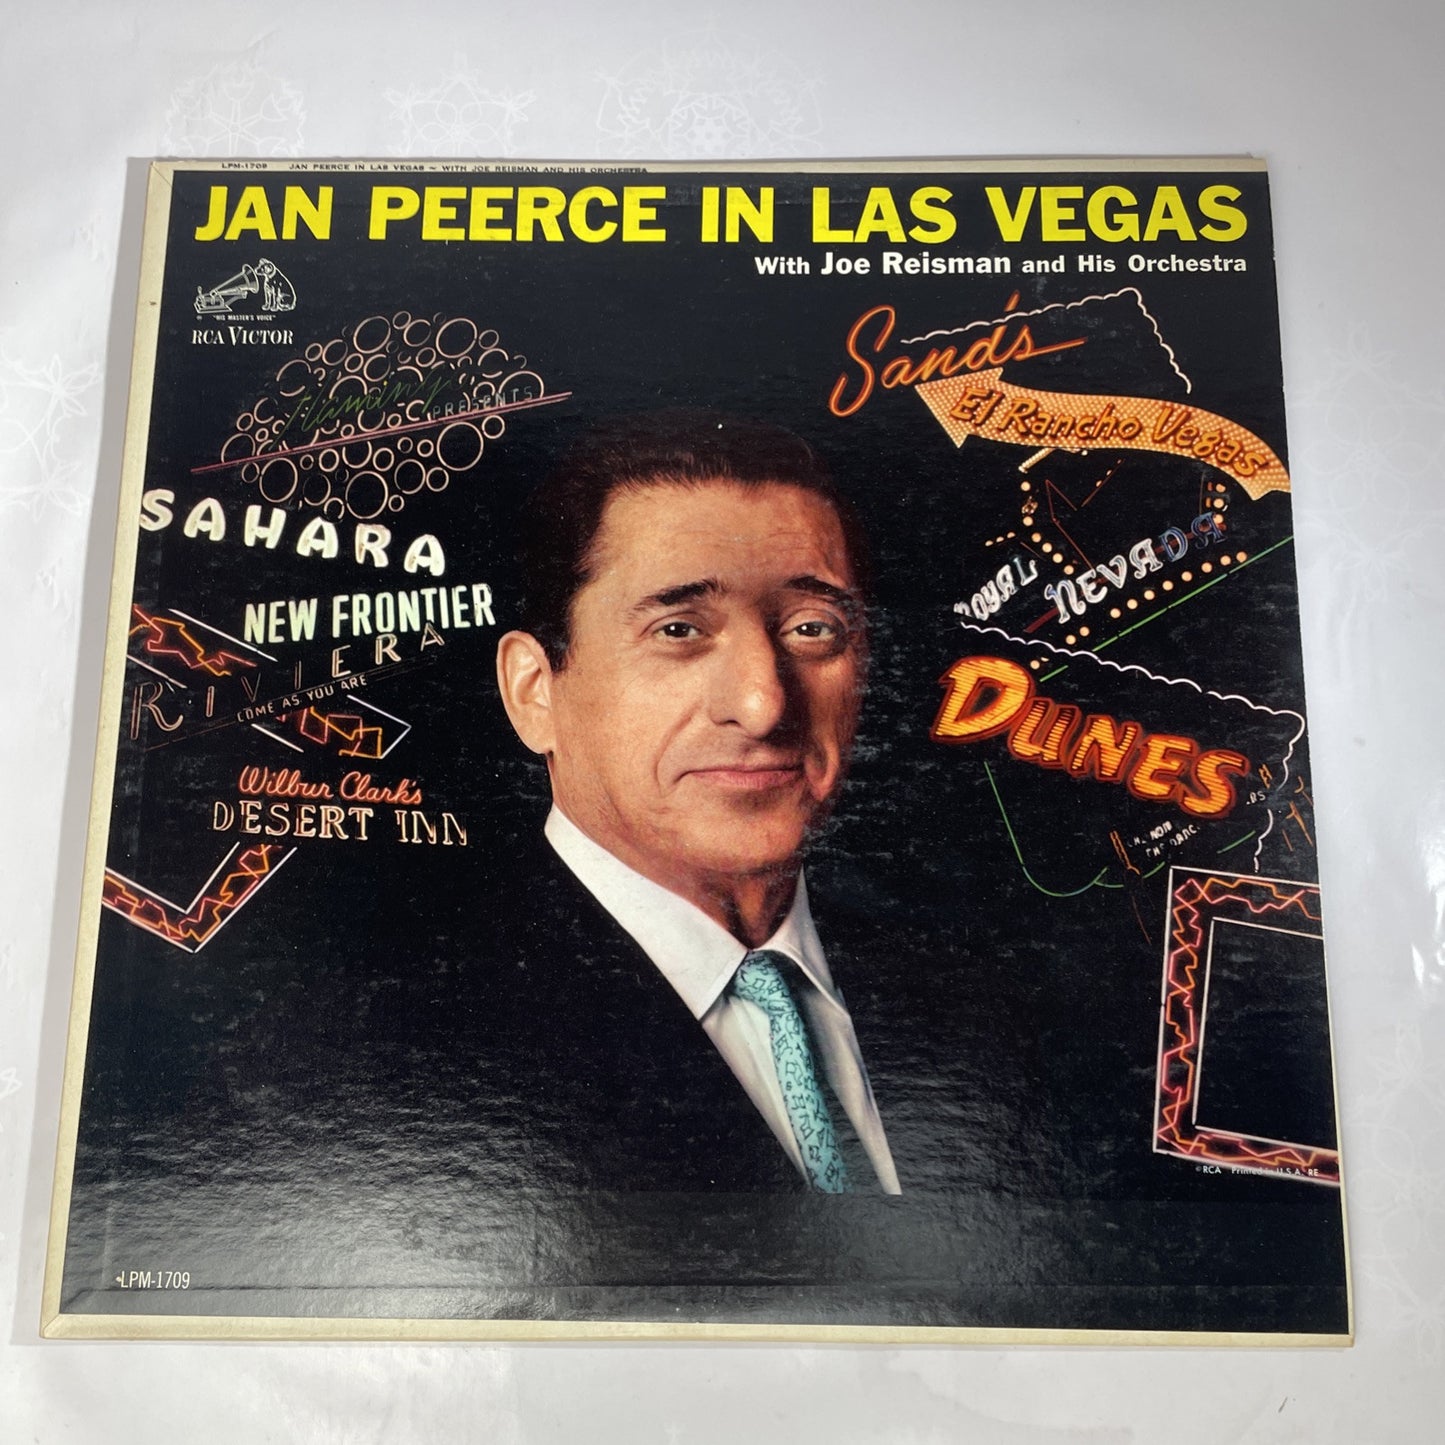 LPM-1709 JAN PEERCE IN LAS VEGAS ~ WITH JOE REISMAN AND HIS ORCHESTRA
JAN PEERCE IN LAS VEGAS
With Joe Reisman and His Orchestra
"HIS MASTER'S VOICE"
RCA VICTOR
Flamingo
PRESENTS
SAHARA
NEW FRONTIER
RIVIERA
COME AS YOU ARE
Wilbur Clark's
DESERT INN
Sands
El Rancho Vegas
ROYAL NEVADA
DUNES
©RCA Printed in U.S.A. RE
LPM-1709